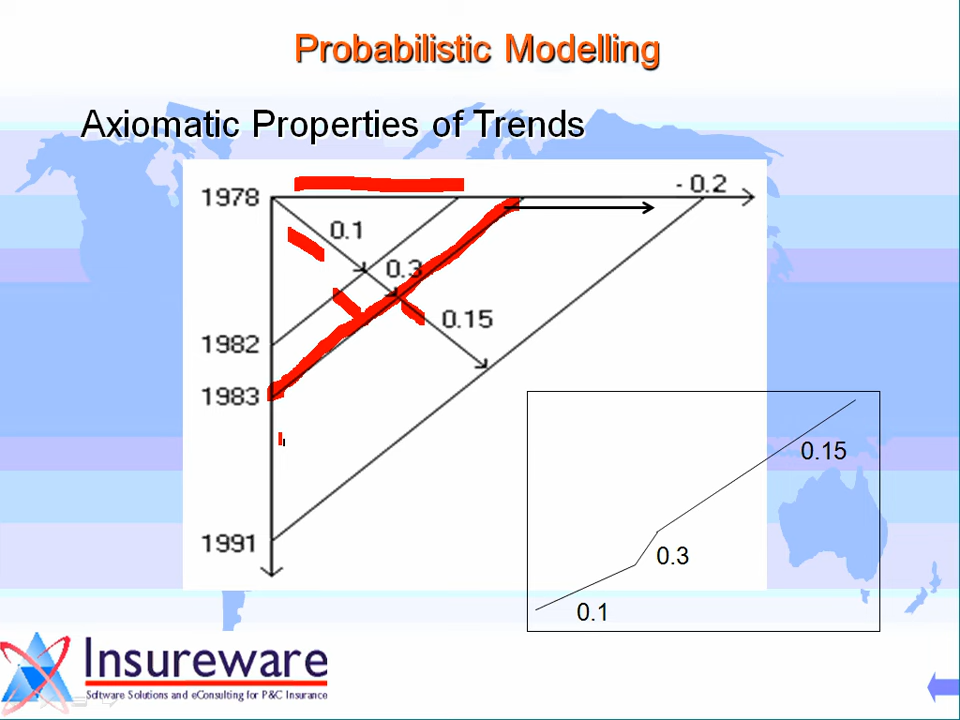 Probabilistic Modelling
Axiomatic Properties of Trends
1978
- 0.2
0.1
0.3
0.15
1982
1983
1991
0.15
0.3
0.1
Insureware
Software Solutions and eConsulting for P&C Insurance